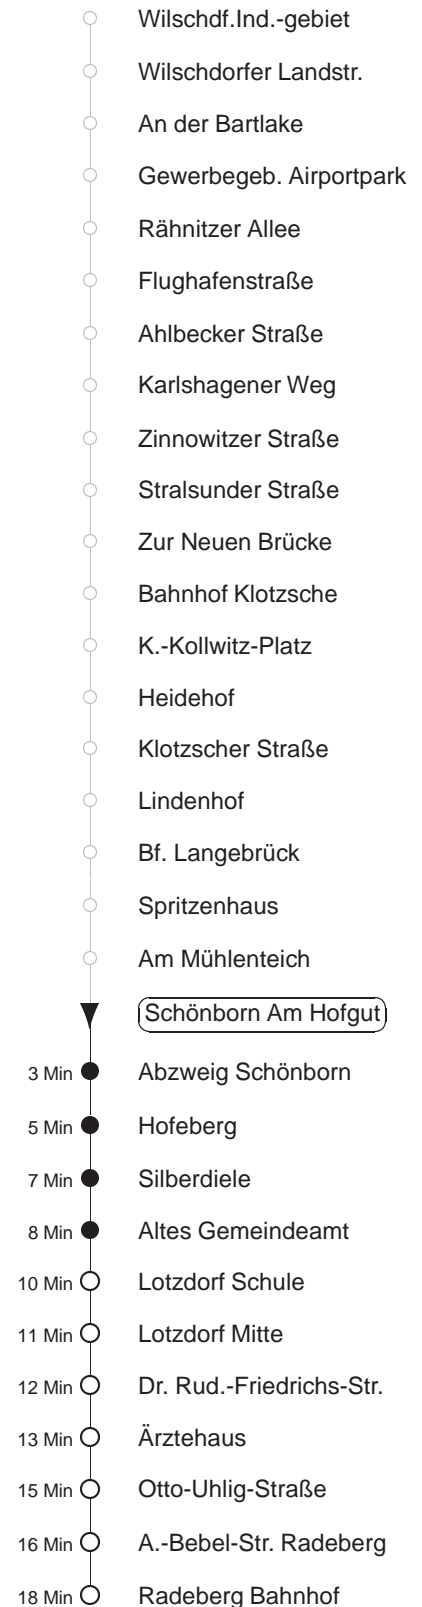 Wilschdf.Ind.-gebiet
Wilschdorfer Landstr.
An der Bartlake
Gewerbegeb. Airportpark
Rähnitzer Allee
Flughafenstraße
Ahlbecker Straße
Karlshagener Weg
Zinnowitzer Straße
Stralsunder Straße
Zur Neuen Brücke
Bahnhof Klotzsche
K.-Kollwitz-Platz
Heidehof
Klotzscher Straße
Lindenhof
Bf. Langebrück
Spritzenhaus
Am Mühlenteich
Schönborn Am Hofgut
3 Min Abzweig Schönborn
5 Min Hofeberg
7 Min Silberdiele
8 Min Altes Gemeindeamt
10 Min Lotzdorf Schule
11 Min Lotzdorf Mitte
12 Min Dr. Rud.-Friedrichs-Str.
13 Min Ärztehaus
15 Min Otto-Uhlig-Straße
16 Min A.-Bebel-Str. Radeberg
18 Min Radeberg Bahnhof